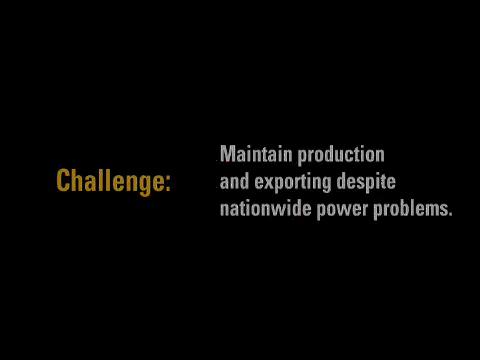 Challenge:
Maintain production
and exporting despite
nationwide power problems.